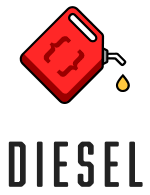 { }
DIESEL